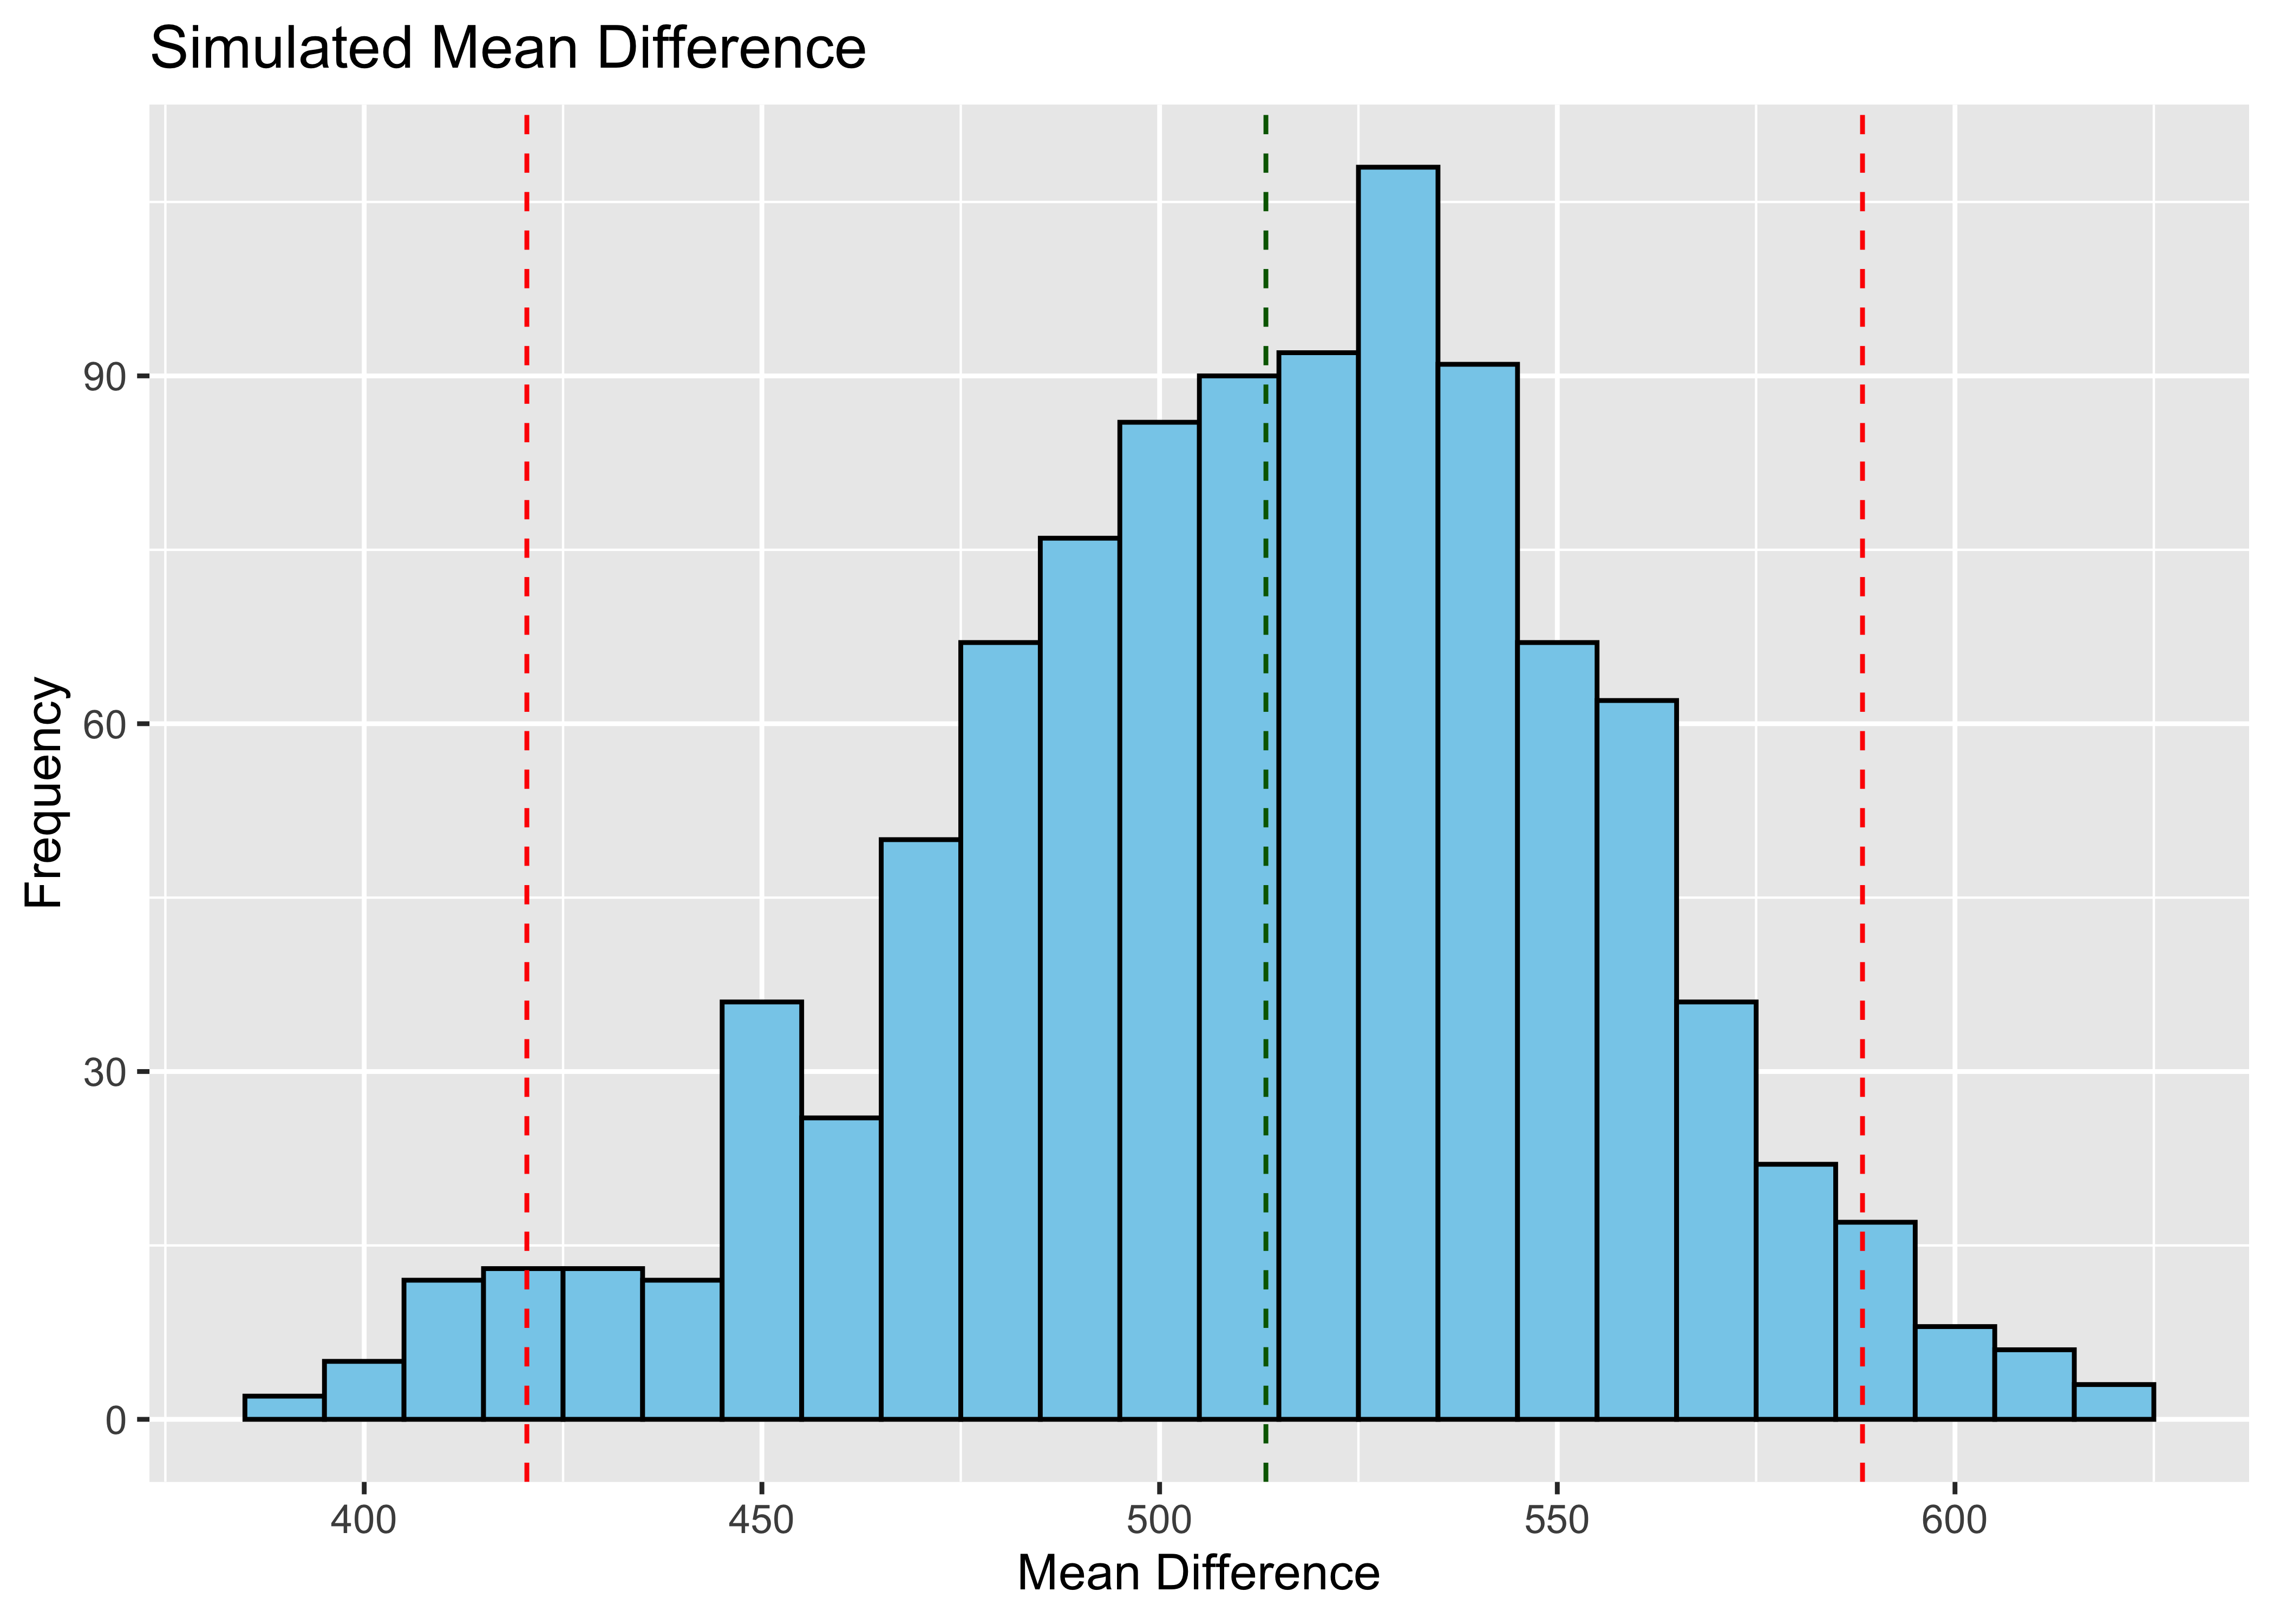 Simulated Mean Difference
Frequency
90
60
30
0
400 450 500 550 600
Mean Difference